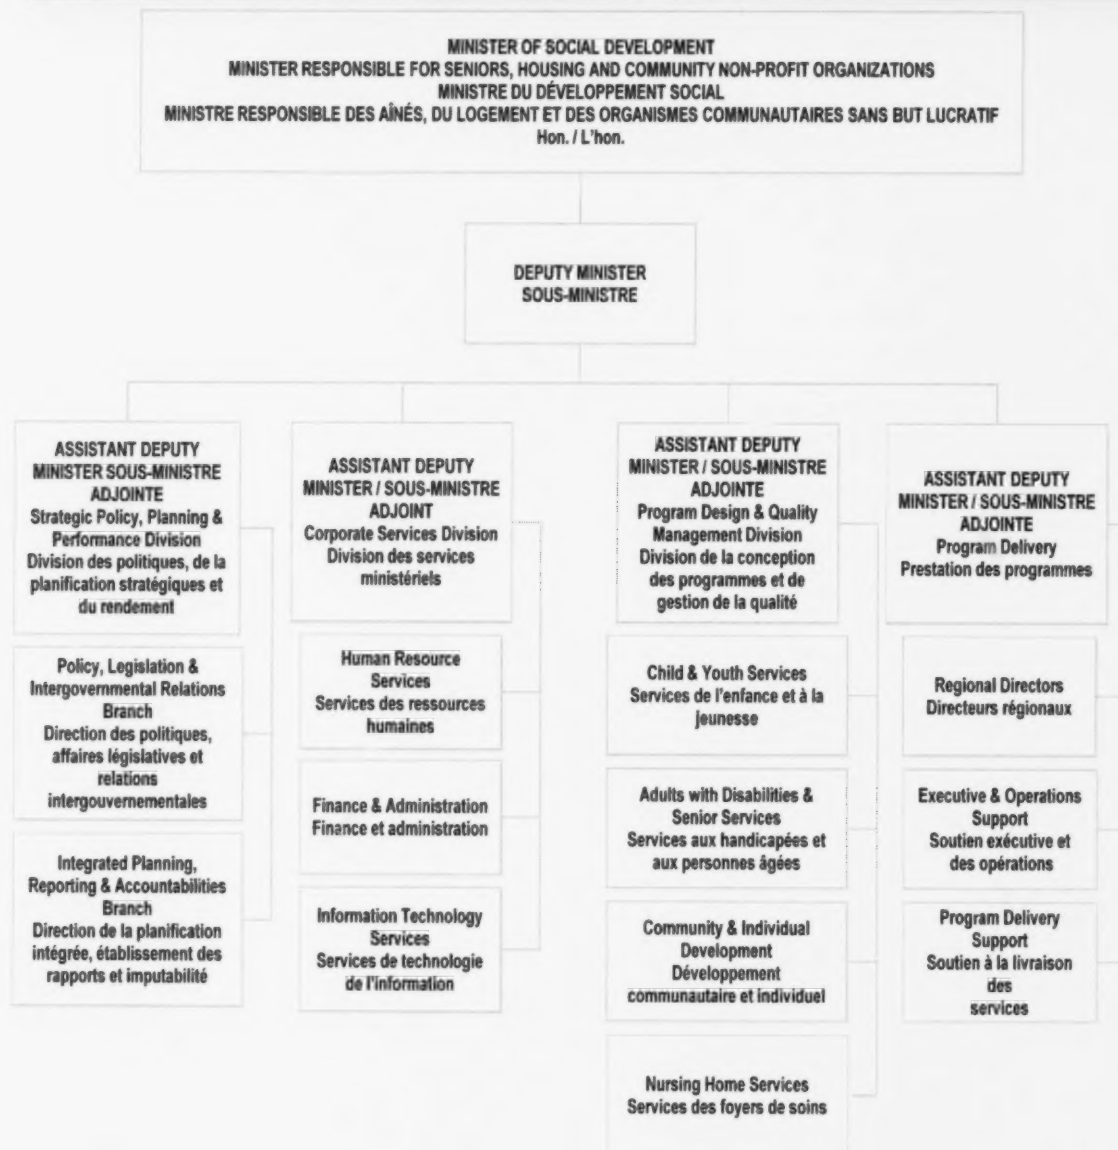 MINISTER OF SOCIAL DEVELOPMENT
MINISTER RESPONSIBLE FOR SENIORS, HOUSING AND COMMUNITY NON-PROFIT ORGANIZATIONS
MINISTRE DU DÉVELOPPEMENT SOCIAL
MINISTRE RESPONSIBLE DES AÎNÉS, DU LOGEMENT ET DES ORGANISMES COMMUNAUTAIRES SANS BUT LUCRATIF
Hon. / L'hon.
DEPUTY MINISTER
SOUS-MINISTRE
ASSISTANT DEPUTY
MINISTER SOUS-MINISTRE
ADJOINTE
Strategic Policy, Planning &
Performance Division
Division des politiques, de la
planification stratégiques et
du rendement
Policy, Legislation &
Intergovernmental Relations
Branch
Direction des politiques,
affaires législatives et
relations
intergouvernementales
Integrated Planning,
Reporting & Accountabilities
Branch
Direction de la planification
intégrée, établissement des
rapports et imputabilité
ASSISTANT DEPUTY
MINISTER / SOUS-MINISTRE
ADJOINT
Corporate Services Division
Division des services
ministériels
Human Resource
Services
Services des ressources
humaines
Finance & Administration
Finance et administration
Information Technology
Services
Services de technologie
de l'information
ASSISTANT DEPUTY
MINISTER / SOUS-MINISTRE
ADJOINTE
Program Design & Quality
Management Division
Division de la conception
des programmes et de
gestion de la qualité
Child & Youth Services
Services de l'enfance et à la
jeunesse
Adults with Disabilities &
Senior Services
Services aux handicapées et
aux personnes âgées
Community & Individual
Development
Développement
communautaire et individuel
Nursing Home Services
Services des foyers de soins
ASSISTANT DEPUTY
MINISTER / SOUS-MINISTRE
ADJOINTE
Program Delivery
Prestation des programmes
Regional Directors
Directeurs régionaux
Executive & Operations
Support
Soutien exécutive et
des opérations
Program Delivery
Support
Soutien à la livraison
des
services